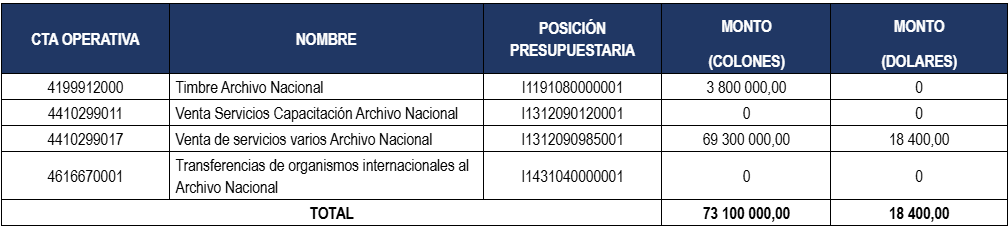 CTA OPERATIVA NOMBRE POSICIÓN PRESUPUESTARIA MONTO (COLONES) MONTO (DOLARES)
4199912000 Timbre Archivo Nacional I1191080000001 3 800 000,00 0
4410299011 Venta Servicios Capacitación Archivo Nacional I1312090120001 0 0
4410299017 Venta de servicios varios Archivo Nacional I1312090985001 69 300 000,00 18 400,00
4616670001 Transferencias de organismos internacionales al Archivo Nacional I1431040000001 0 0
TOTAL 73 100 000,00 18 400,00